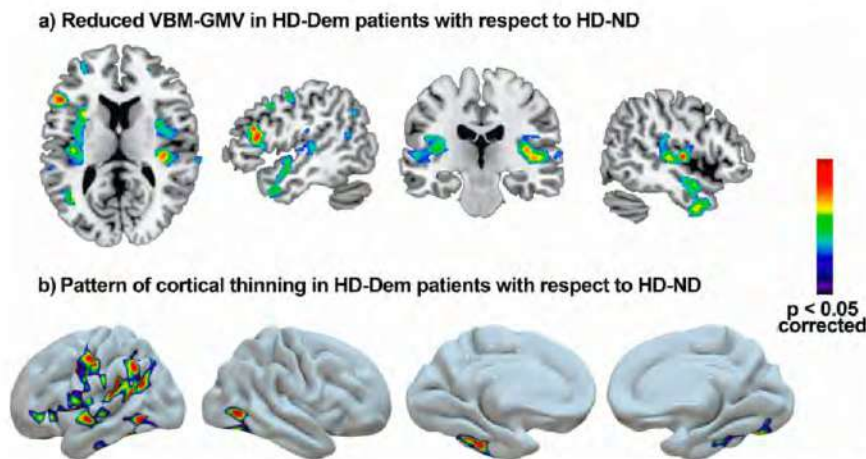 a) Reduced VBM-GMV in HD-Dem patients with respect to HD-ND
b) Pattern of cortical thinning in HD-Dem patients with respect to HD-ND
p < 0.05
corrected